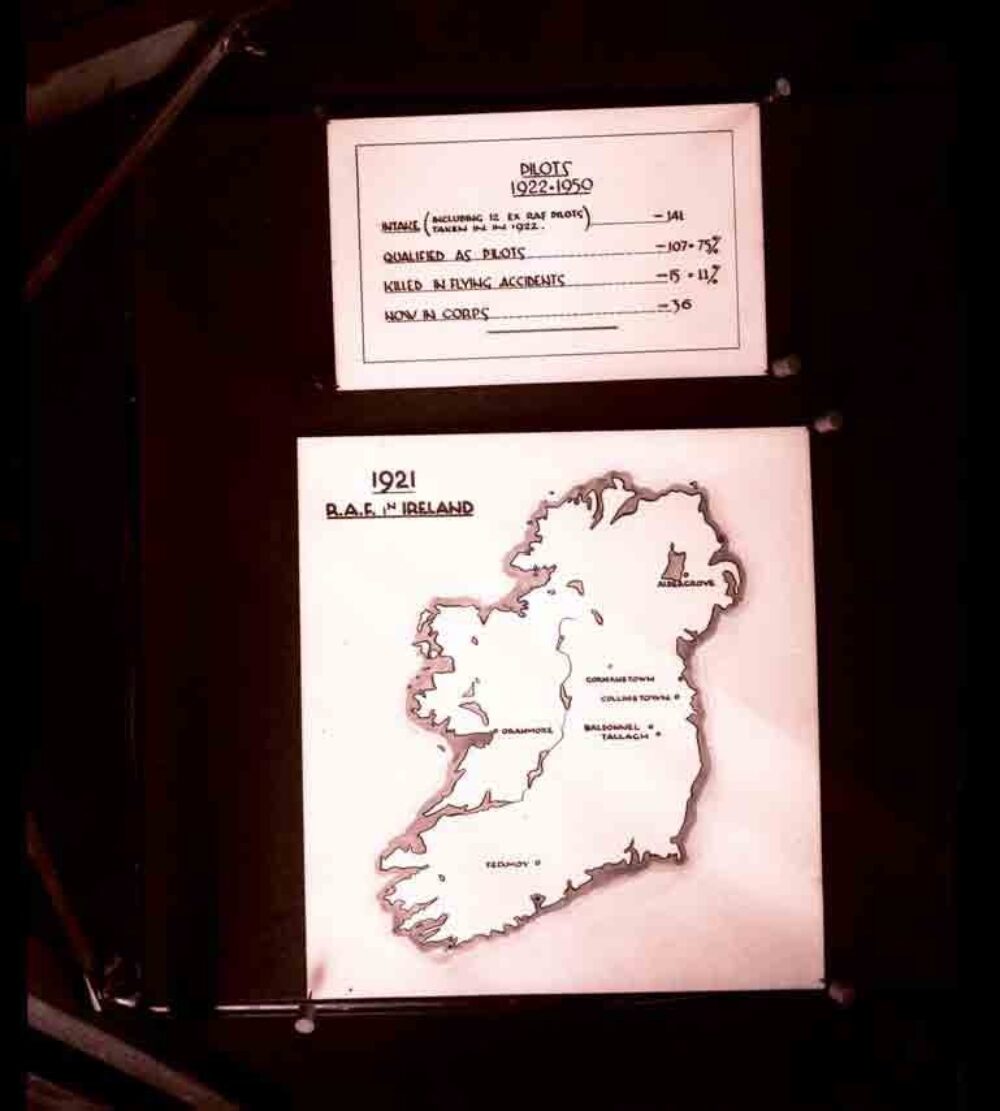 PILOTS
1922-1950
INTAKE (INCLUDING 12 EX RAF PILOTS
TAKEN IN IN 1922.) - 141
QUALIFIED AS PILOTS - 107 = 75%
KILLED IN FLYING ACCIDENTS - 15 = 11%
NOW IN CORPS - 36
1921
R.A.F. IN IRELAND
ALDERGROVE
GORMANSTOWN
COLLINSTOWN
ORANMORE
BALDONNEL
TALLAGH
FERMOY